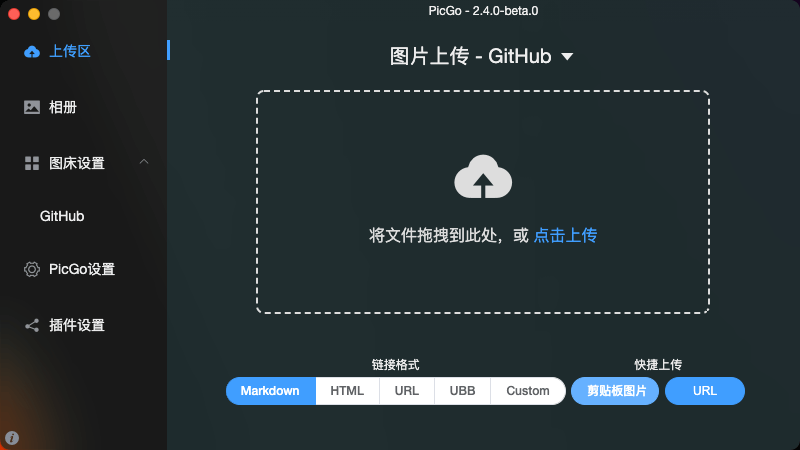 PicGo - 2.4.0-beta.0
上传区
相册
图床设置
GitHub
PicGo设置
插件设置
图片上传 - GitHub
将文件拖拽到此处，或 点击上传
链接格式
Markdown HTML URL UBB Custom
快捷上传
剪贴板图片 URL